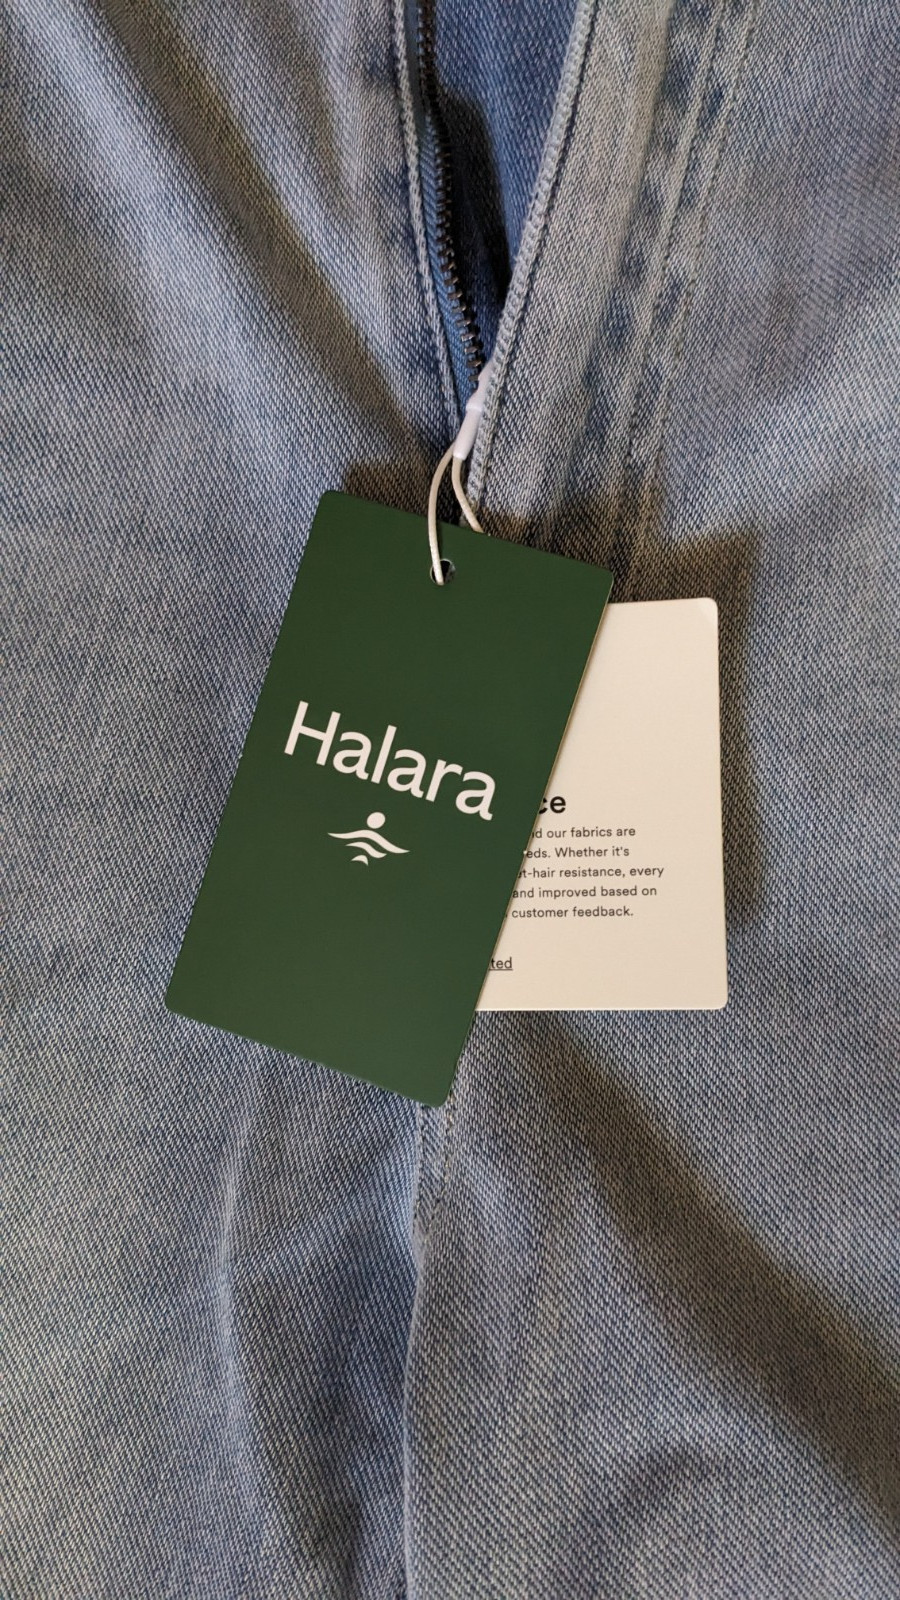 Halara
ce
d our fabrics are
eds. Whether it's
t-hair resistance, every
and improved based on
customer feedback.
ted